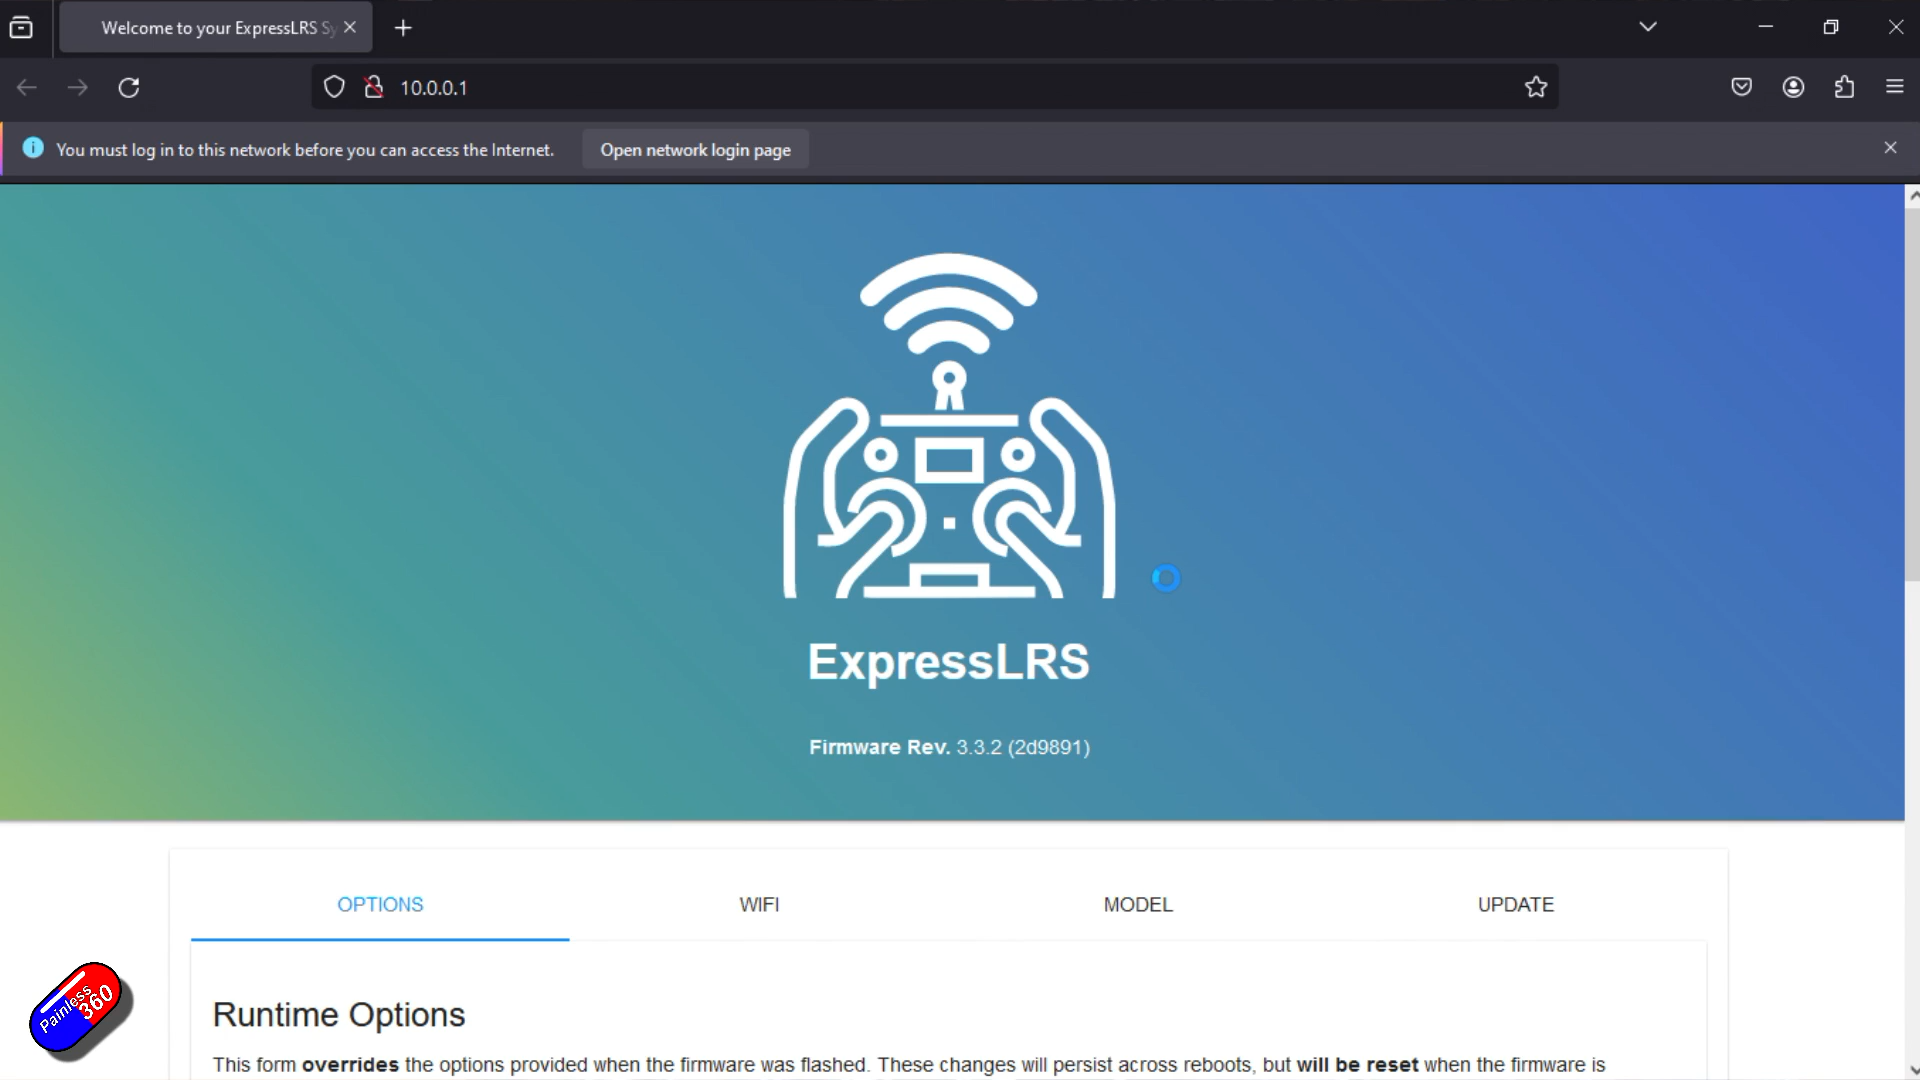 Welcome to your ExpressLRS Sy
10.0.0.1
You must log in to this network before you can access the Internet.
Open network login page
ExpressLRS
Firmware Rev. 3.3.2 (2d9891)
OPTIONS
WIFI
MODEL
UPDATE
Runtime Options
This form overrides the options provided when the firmware was flashed. These changes will persist across reboots, but will be reset when the firmware is
Painless
360